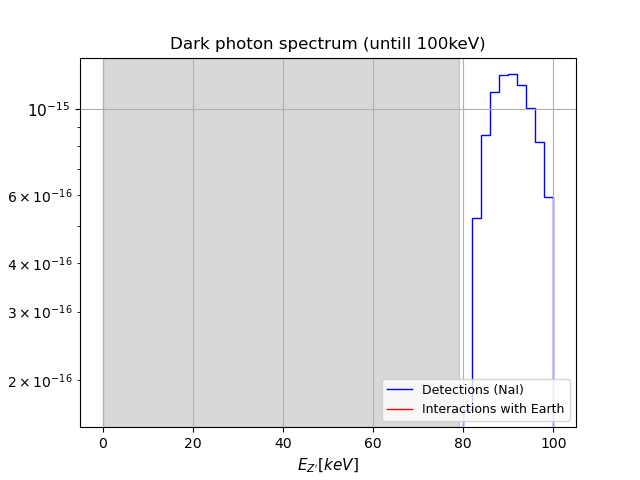 Dark photon spectrum (untill 100keV)
10⁻¹⁵
6 × 10⁻¹⁶
4 × 10⁻¹⁶
3 × 10⁻¹⁶
2 × 10⁻¹⁶
Detections (NaI)
Interactions with Earth
0 20 40 60 80 100
E_{Z'}[keV]